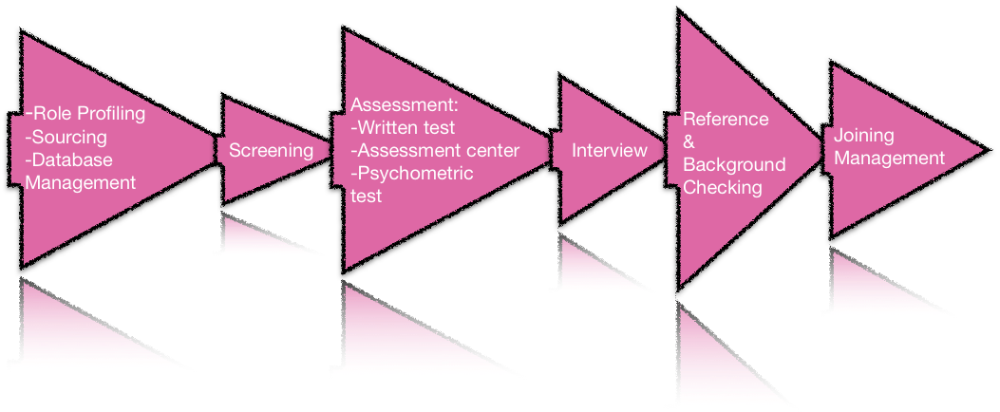 -Role Profiling
-Sourcing
-Database
Management
Screening
Assessment:
-Written test
-Assessment center
-Psychometric
test
Interview
Reference
&
Background
Checking
Joining
Management